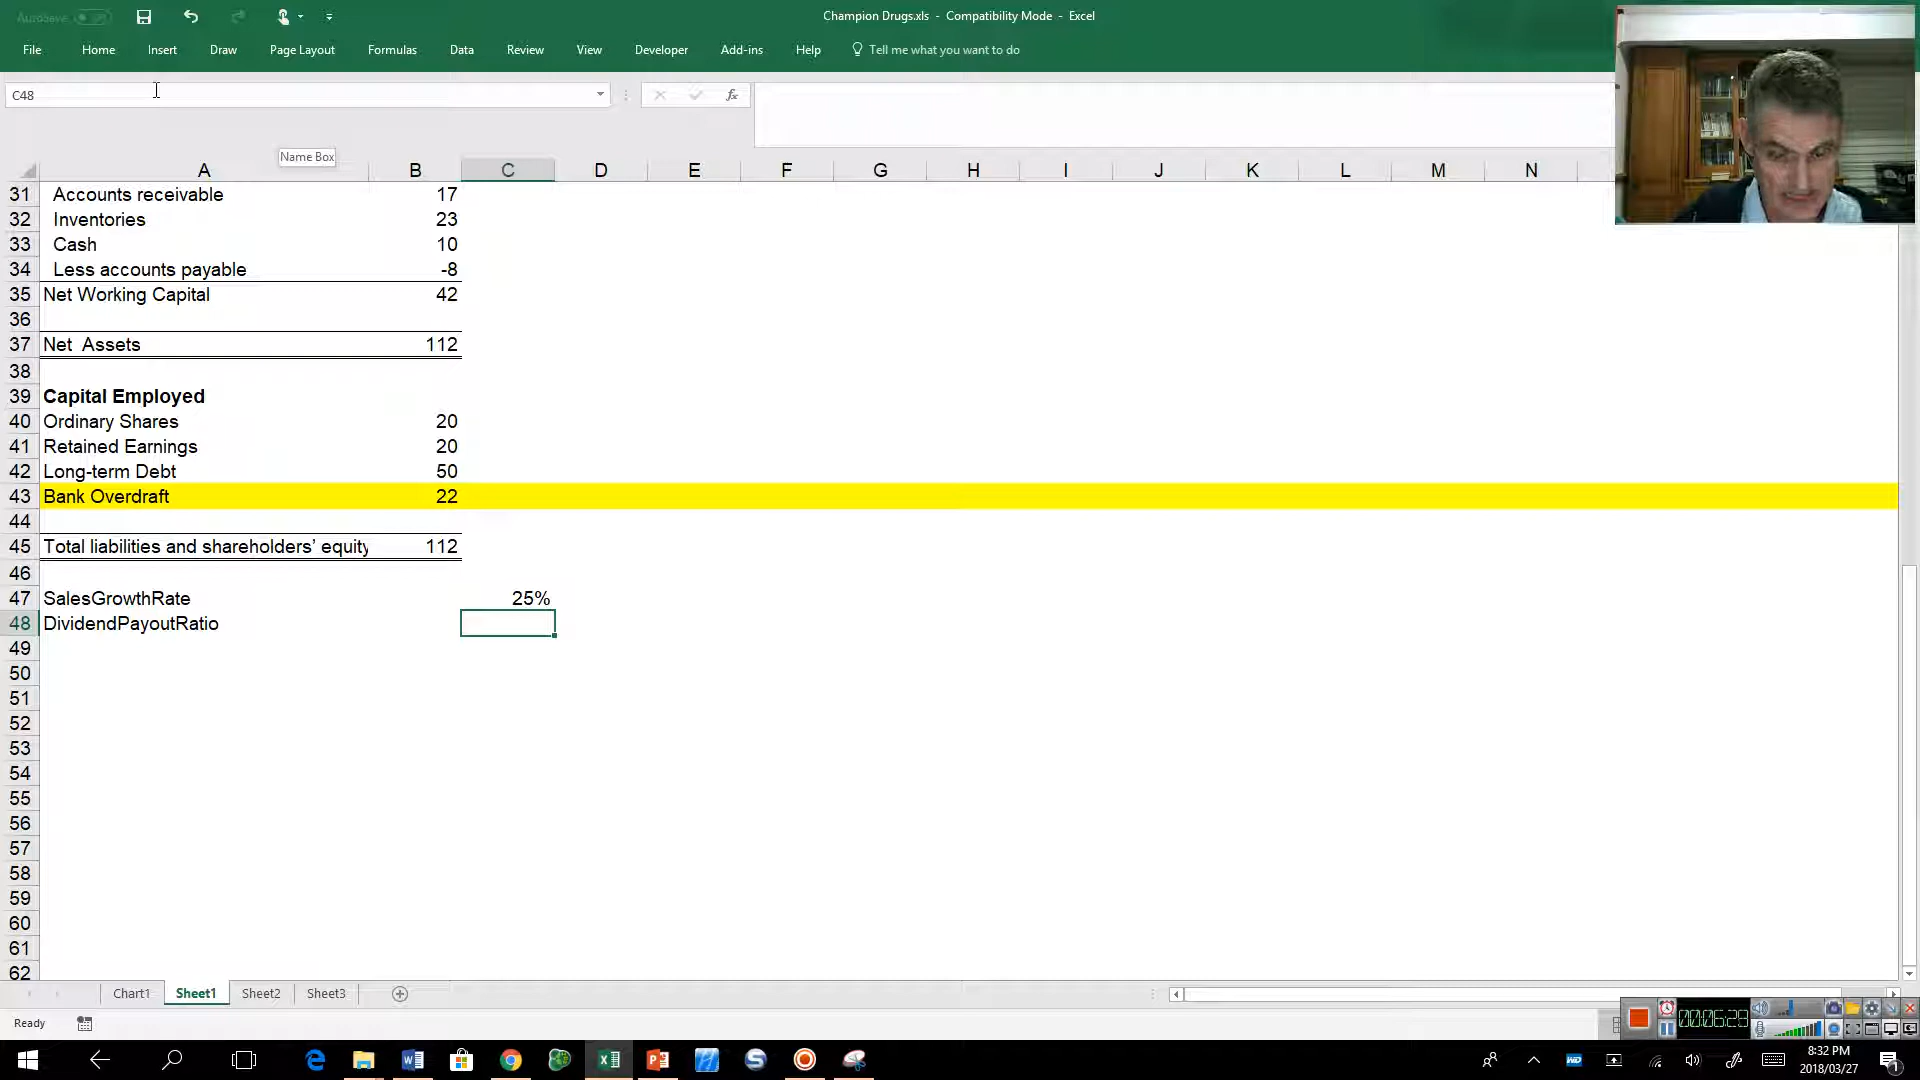 AutoSave
Champion Drugs.xls - Compatibility Mode - Excel
File Home Insert Draw Page Layout Formulas Data Review View Developer Add-ins Help Tell me what you want to do
C48 fx
Name Box
A B C D E F G H I J K L M N
31 Accounts receivable 17
32 Inventories 23
33 Cash 10
34 Less accounts payable -8
35 Net Working Capital 42
36
37 Net Assets 112
38
39 Capital Employed
40 Ordinary Shares 20
41 Retained Earnings 20
42 Long-term Debt 50
43 Bank Overdraft 22
44
45 Total liabilities and shareholders’ equity 112
46
47 SalesGrowthRate 25%
48 DividendPayoutRatio
49
50
51
52
53
54
55
56
57
58
59
60
61
62
Chart1 Sheet1 Sheet2 Sheet3
Ready
00:06:29
8:32 PM
2018/03/27